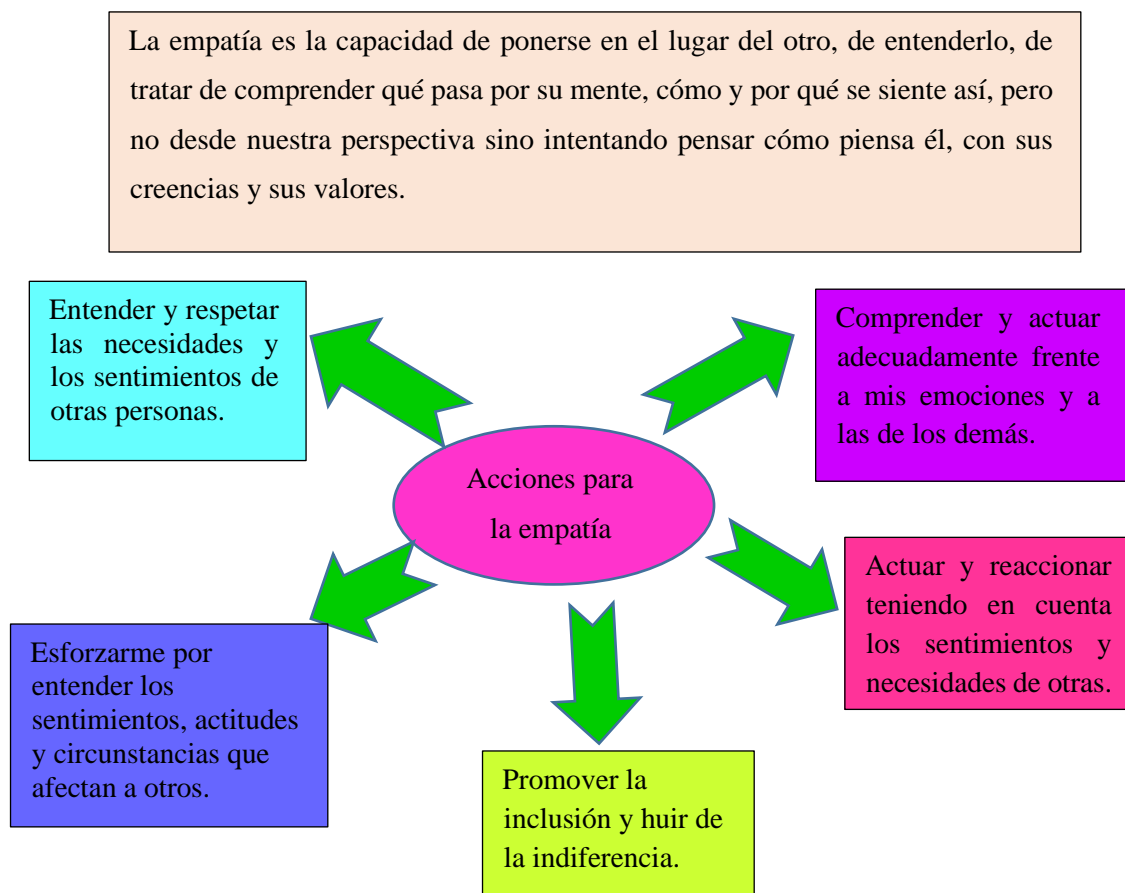 La empatía es la capacidad de ponerse en el lugar del otro, de entenderlo, de
tratar de comprender qué pasa por su mente, cómo y por qué se siente así, pero
no desde nuestra perspectiva sino intentando pensar cómo piensa él, con sus
creencias y sus valores.
Entender y respetar
las necesidades y
los sentimientos de
otras personas.
Comprender y actuar
adecuadamente frente
a mis emociones y a
las de los demás.
Acciones para
la empatía
Esforzarme por
entender los
sentimientos, actitudes
y circunstancias que
afectan a otros.
Actuar y reaccionar
teniendo en cuenta
los sentimientos y
necesidades de otras.
Promover la
inclusión y huir de
la indiferencia.